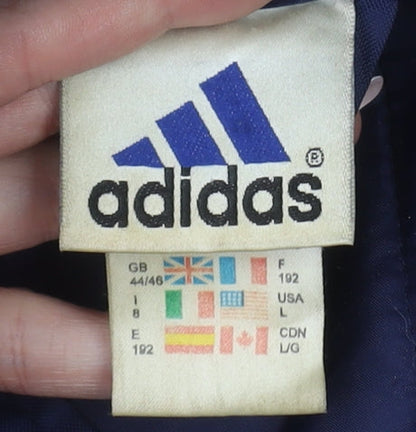 adidas ®
GB F
44/46 192
I USA
8 L
E CDN
192 L/G